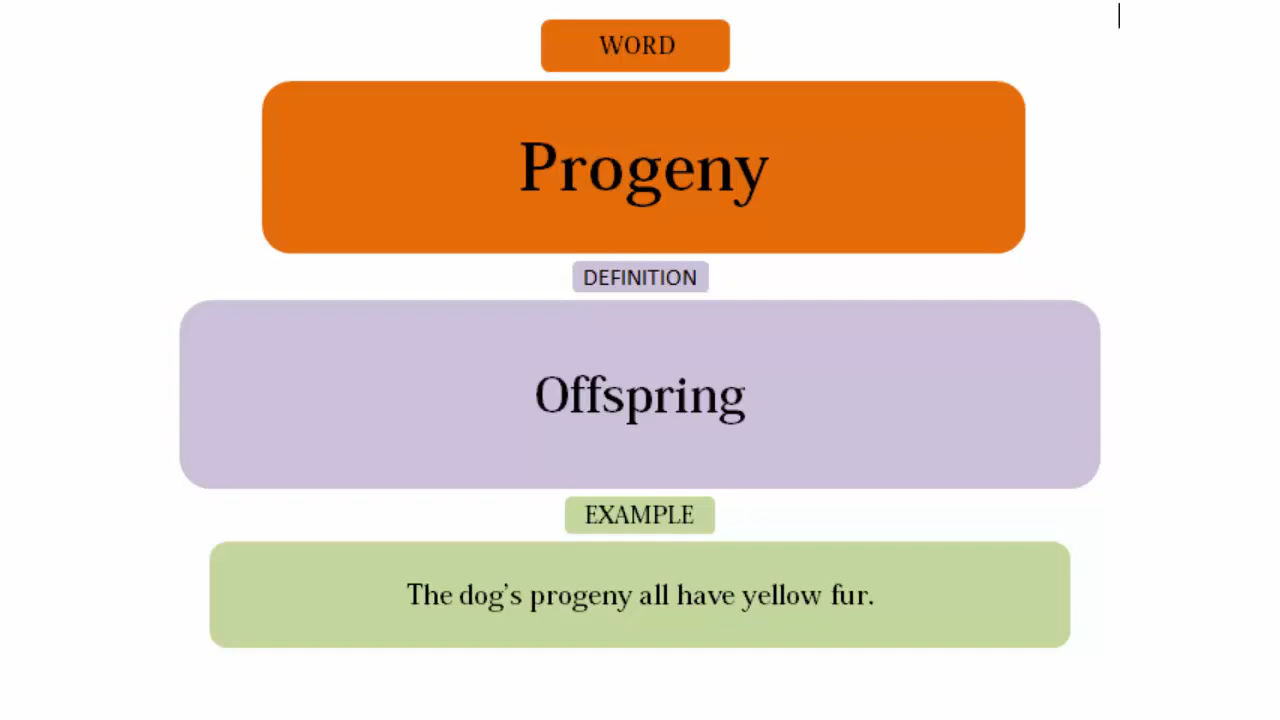 WORD
Progeny
DEFINITION
Offspring
EXAMPLE
The dog’s progeny all have yellow fur.